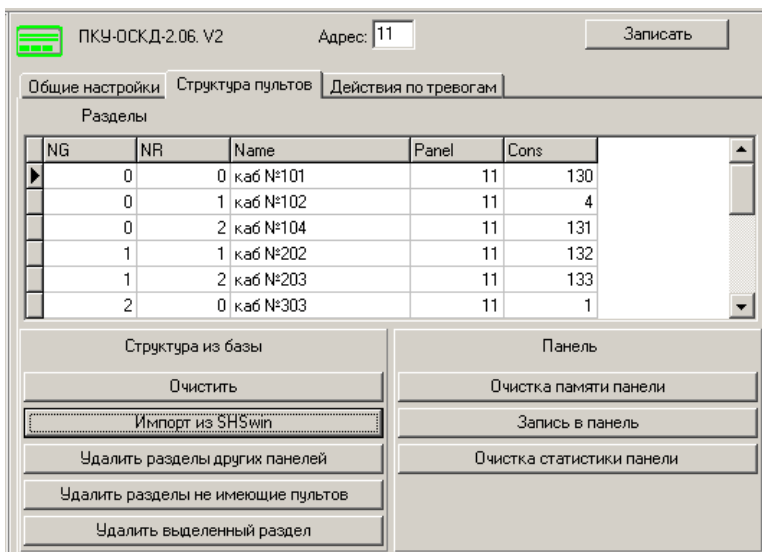 ПКУ-ОСКД-2.06. V2 Адрес: 11 Записать
Общие настройки Структура пультов Действия по тревогам
Разделы
NG NR Name Panel Cons
0 0 каб №101 11 130
0 1 каб №102 11 4
0 2 каб №104 11 131
1 1 каб №202 11 132
1 2 каб №203 11 133
2 0 каб №303 11 1
Структура из базы Панель
Очистить Очистка памяти панели
Импорт из SHSwin Запись в панель
Удалить разделы других панелей Очистка статистики панели
Удалить разделы не имеющие пультов
Удалить выделенный раздел